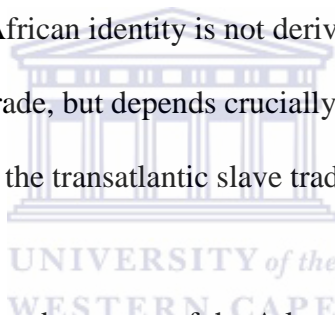 African identity is not deriv
rade, but depends crucially
the transatlantic slave trad
UNIVERSITY of the
WESTERN CAPE